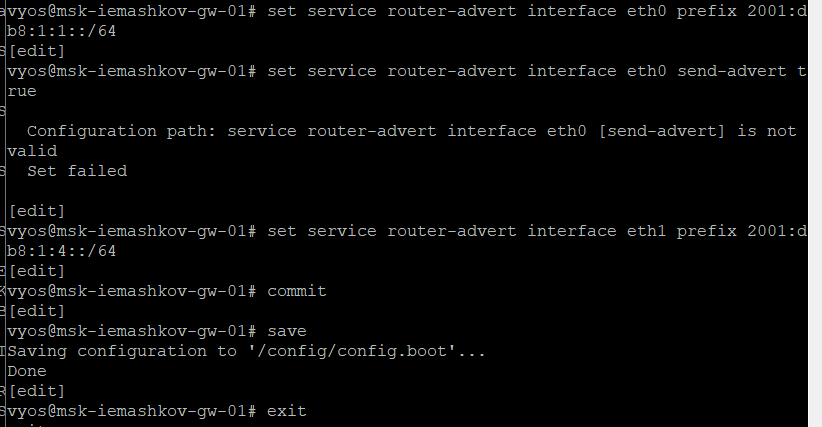 vyos@msk-iemashkov-gw-01# set service router-advert interface eth0 prefix 2001:d
b8:1:1::/64
[edit]
vyos@msk-iemashkov-gw-01# set service router-advert interface eth0 send-advert t
rue
Configuration path: service router-advert interface eth0 [send-advert] is not
valid
Set failed
[edit]
vyos@msk-iemashkov-gw-01# set service router-advert interface eth1 prefix 2001:d
b8:1:4::/64
[edit]
vyos@msk-iemashkov-gw-01# commit
[edit]
vyos@msk-iemashkov-gw-01# save
Saving configuration to '/config/config.boot'...
Done
[edit]
vyos@msk-iemashkov-gw-01# exit